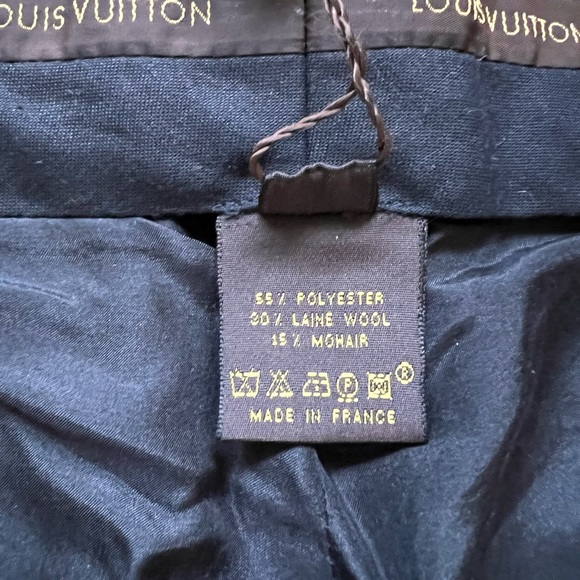 OUIS VUITTON LOUIS VUITTON
55% POLYESTER
30% LAINE WOOL
15% MOHAIR
P ®
MADE IN FRANCE